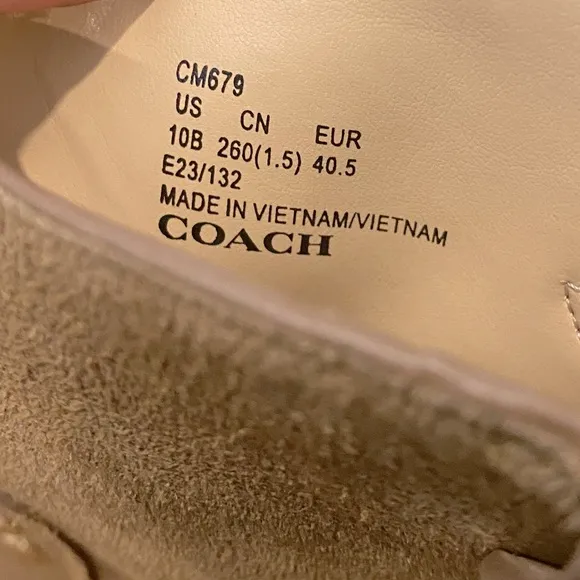 CM679
US CN EUR
10B 260(1.5) 40.5
E23/132
MADE IN VIETNAM/VIETNAM
COACH